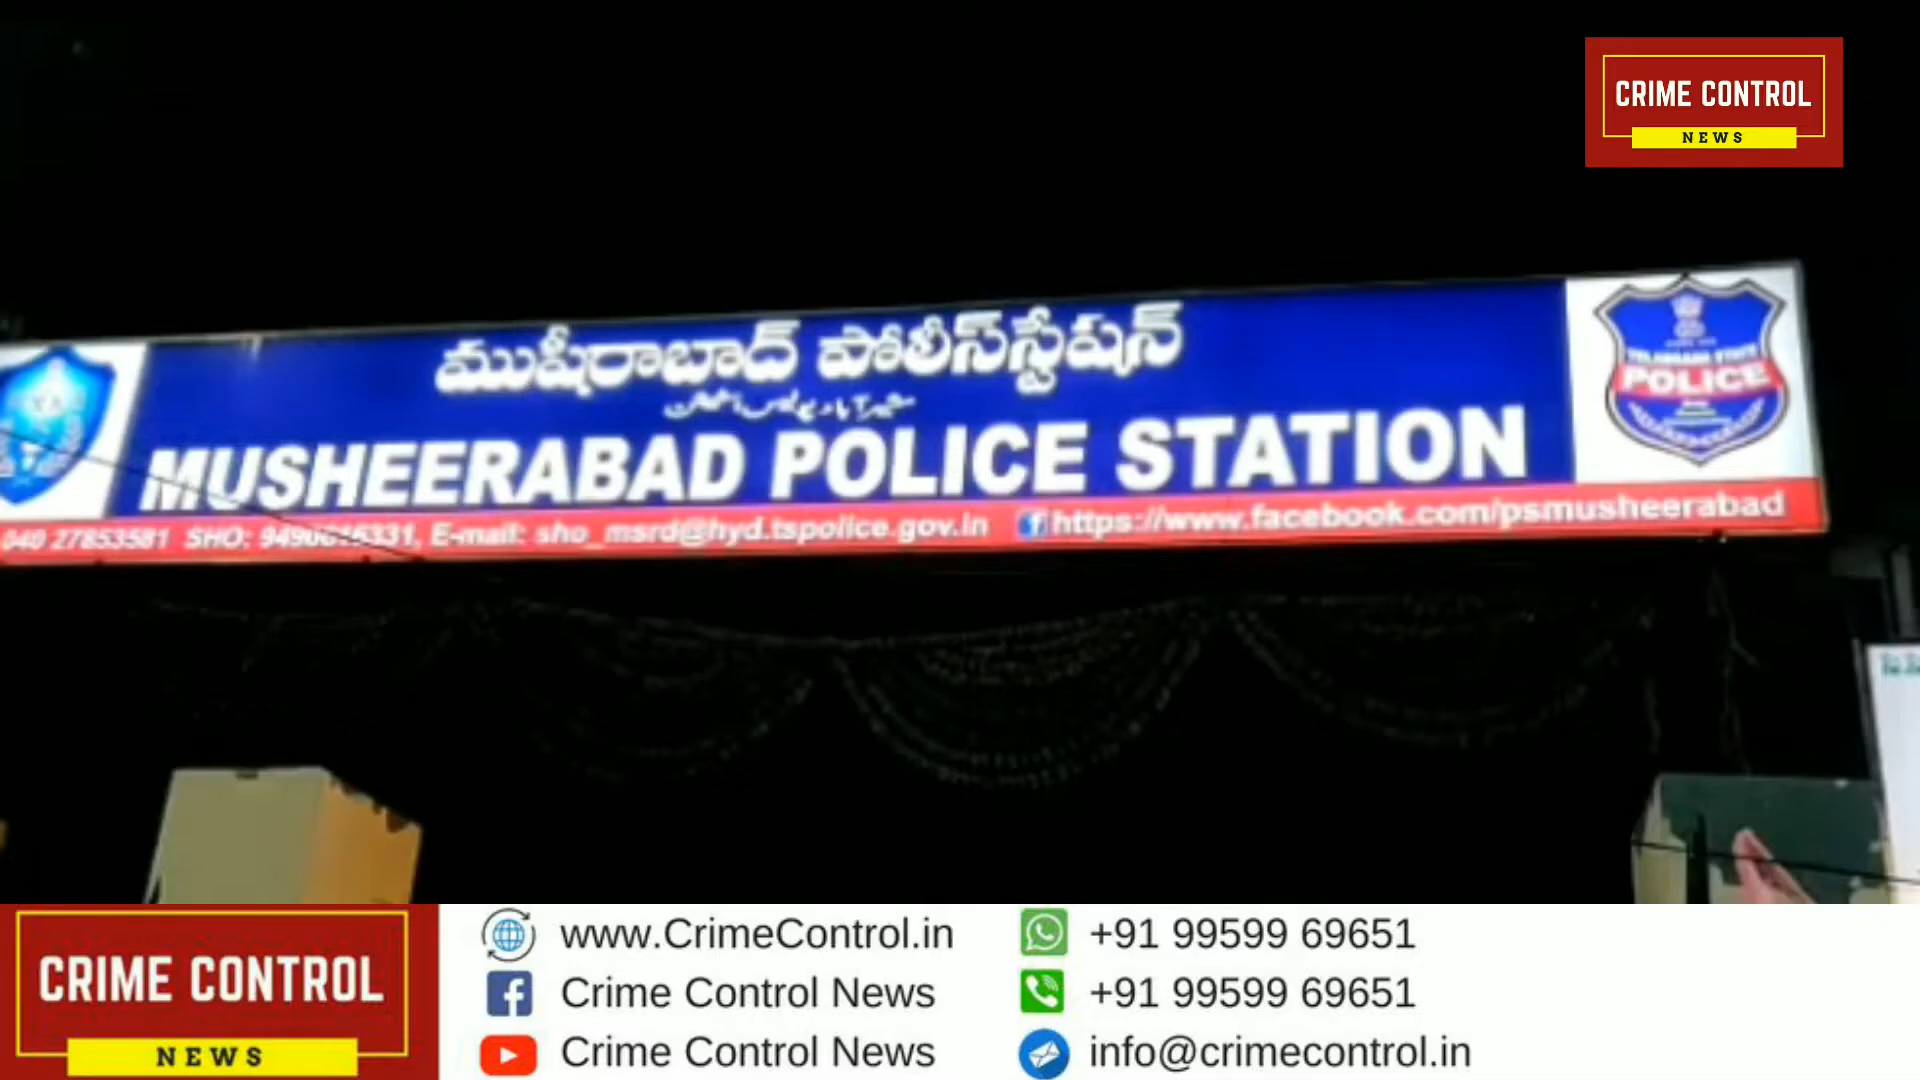 CRIME CONTROL
NEWS
ముషీరాబాద్ పోలీస్‌స్టేషన్
MUSHEERABAD POLICE STATION
POLICE
040 27853581 SHO: E-mail: sho_msrd@hyd.tspolice.gov.in https://www.facebook.com/psmusheerabad
CRIME CONTROL
NEWS
www.CrimeControl.in
Crime Control News
Crime Control News
+91 99599 69651
+91 99599 69651
info@crimecontrol.in